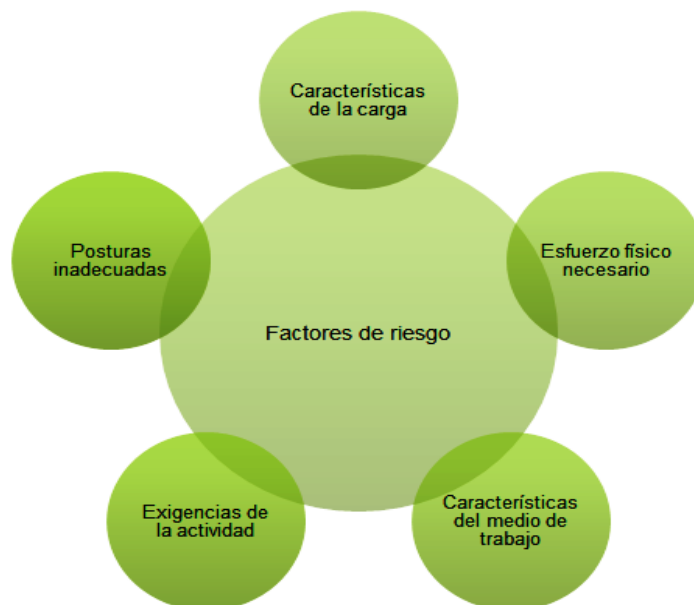 Características
de la carga
Posturas
inadecuadas
Esfuerzo físico
necesario
Factores de riesgo
Exigencias de
la actividad
Características
del medio de
trabajo